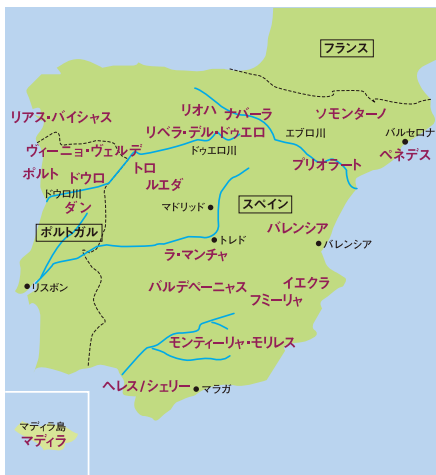 フランス
リアス・バイシャス
リオハ
ナバーラ
ソモンターノ
リベラ・デル・ドゥエロ
エブロ川
バルセロナ
ヴィーニョ・ヴェルデ
ドゥエロ川
ペネデス
ポルト
ドウロ
トロ
プリオラート
ルエダ
ドウロ川
ダン
マドリッド
スペイン
ポルトガル
バレンシア
トレド
バレンシア
ラ・マンチャ
リスボン
バルデペーニャス
イエクラ
フミーリャ
モンティーリャ・モリレス
ヘレス/シェリー
マラガ
マディラ島
マディラ